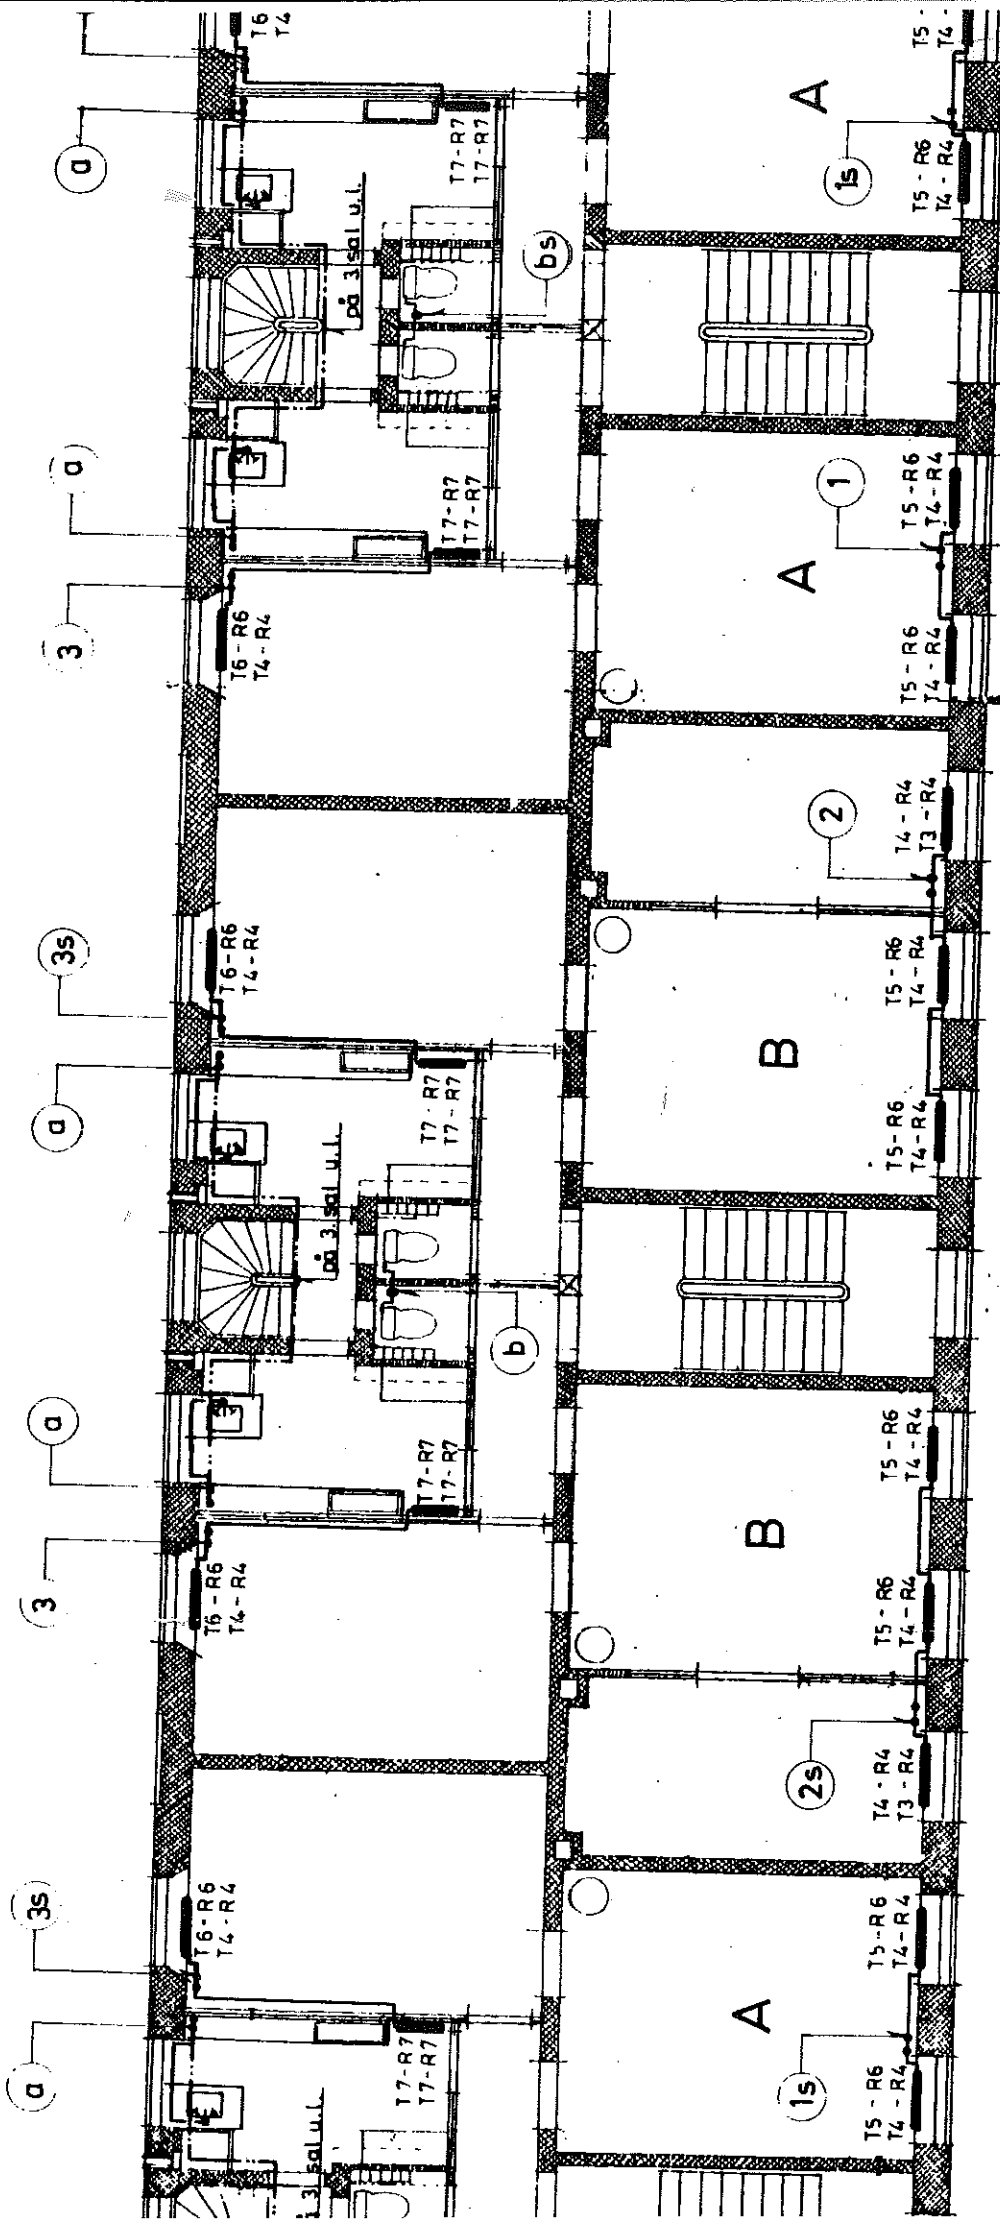 T6
T4
T5 -
T4 -
A
a
T7-R7
T7-R7
1s
T5 - R6
T4 - R4
på 3. sal u.l.
bs
a
T7-R7
T7-R7
1
T5-R6
T4-R4
3
T6-R6
T4-R4
A
T5-R6
T4-R4
2
T4-R4
T3-R4
3s
T6-R6
T4-R4
T5-R6
T4-R4
B
a
T7-R7
T7-R7
T5-R6
T4-R4
på 3. sal u.l.
b
a
T7-R7
T7-R7
T5-R6
T4-R4
B
3
T6-R6
T4-R4
T5-R6
T4-R4
2s
T4-R4
T3-R4
3s
T6-R6
T4-R4
T5-R6
T4-R4
A
a
T7-R7
T7-R7
1s
T5-R6
T4-R4
3. sal u.l.